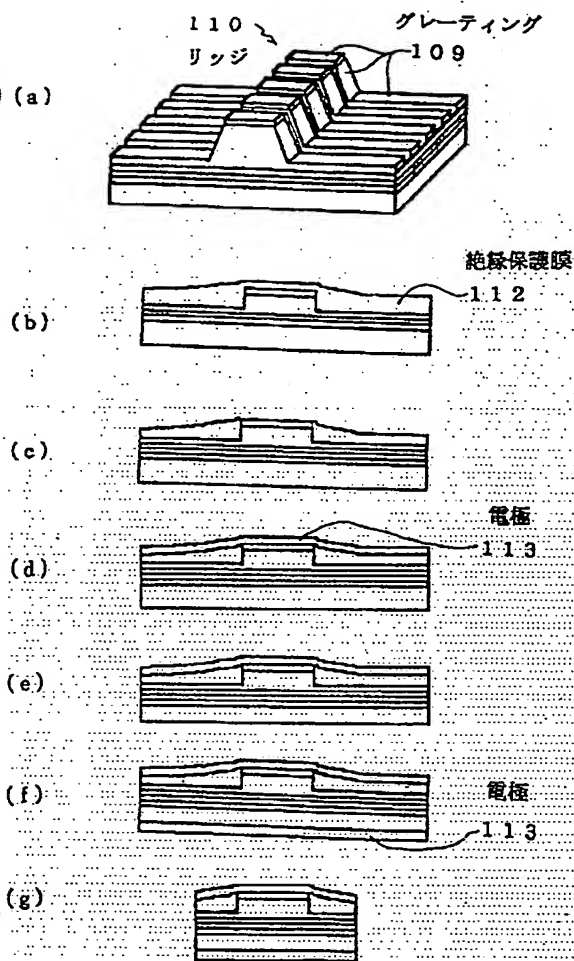 110
グレーティング
リッジ
109
(a)
絶縁保護膜
112
(b)
(c)
電極
113
(d)
(e)
(f)
電極
113
(g)